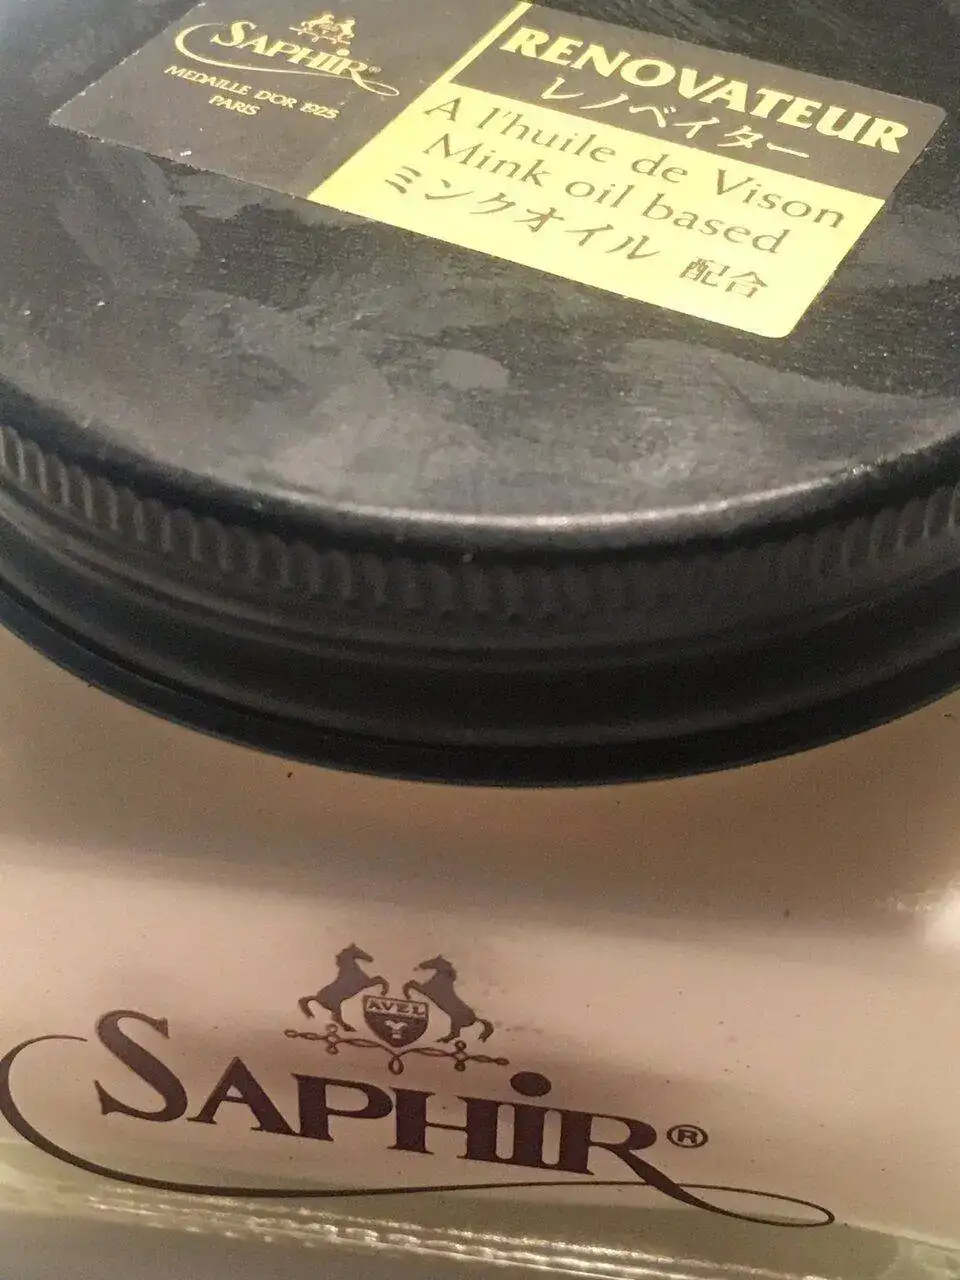 SAPHIR
MEDAILLE D'OR 1925
PARIS
RENOVATEUR
レノベイター
A l'huile de Vison
Mink oil based
ミンクオイル 配合
AVEL
SAPHIR®